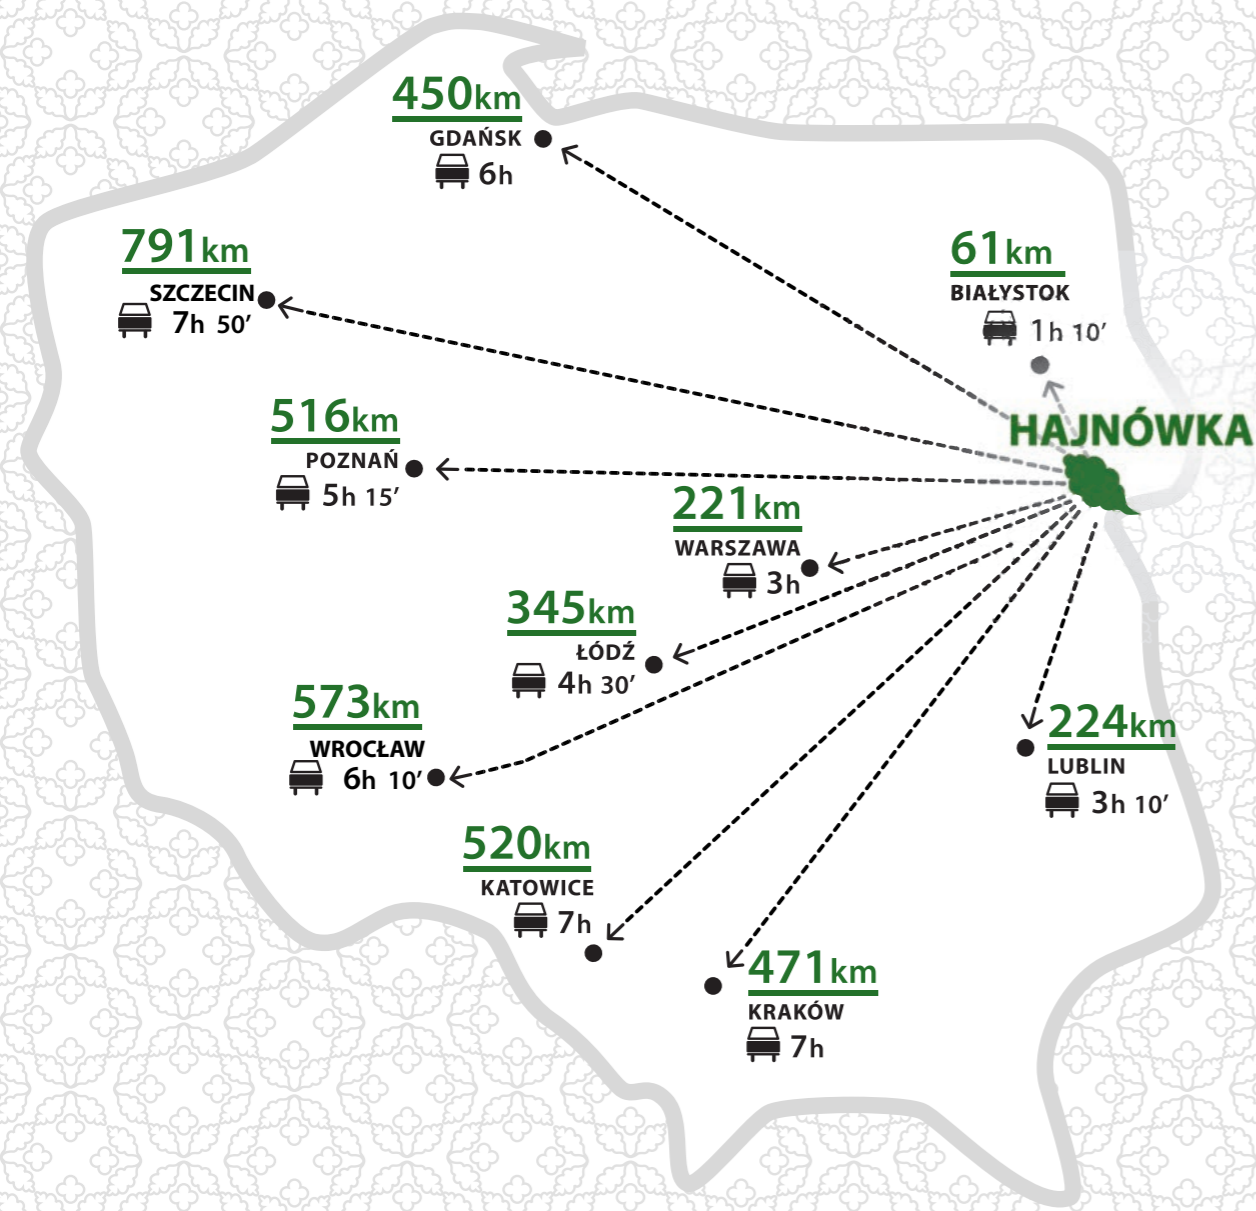 450km
GDAŃSK
6h
791km
SZCZECIN
7h 50′
61km
BIAŁYSTOK
1h 10′
HAJNÓWKA
516km
POZNAŃ
5h 15′
221km
WARSZAWA
3h
345km
ŁÓDŹ
4h 30′
573km
WROCŁAW
6h 10′
224km
LUBLIN
3h 10′
520km
KATOWICE
7h
471km
KRAKÓW
7h